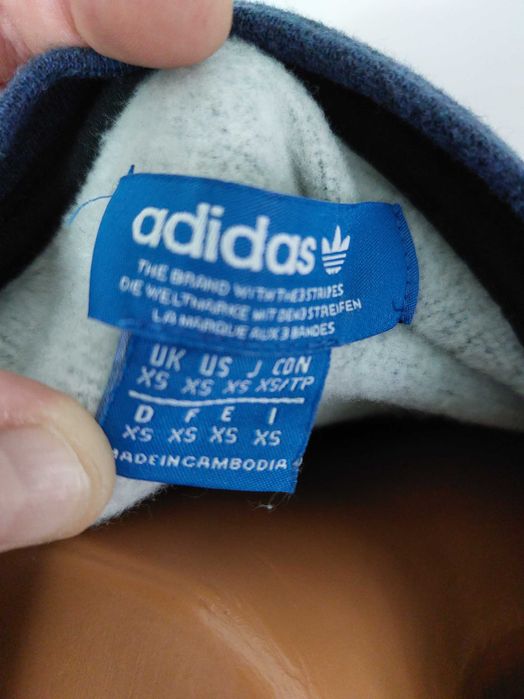 adidas
THE BRAND WITH THE 3 STRIPES
DIE WELTMARKE MIT DEN 3 STREIFEN
LA MARQUE AUX 3 BANDES
UK US J CDN
XS XS XS XS/TP
D F E I
XS XS XS XS
MADE IN CAMBODIA